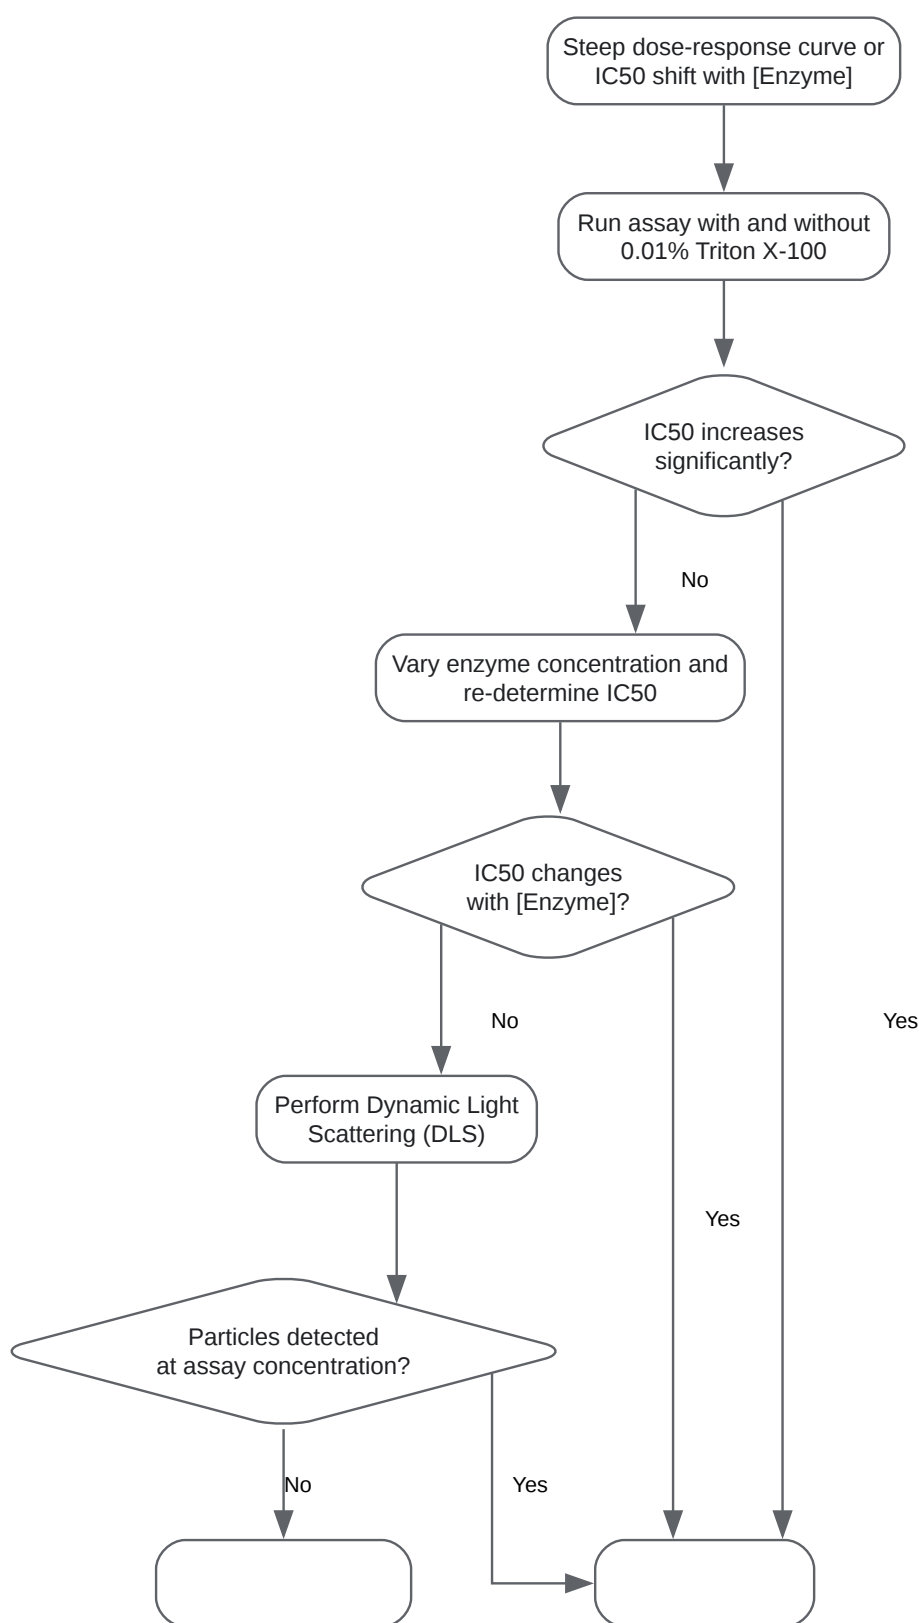 Steep dose-response curve or
IC50 shift with [Enzyme]
Run assay with and without
0.01% Triton X-100
IC50 increases
significantly?
No
Vary enzyme concentration and
re-determine IC50
IC50 changes
with [Enzyme]?
No
Yes
Perform Dynamic Light
Scattering (DLS)
Yes
Particles detected
at assay concentration?
No
Yes